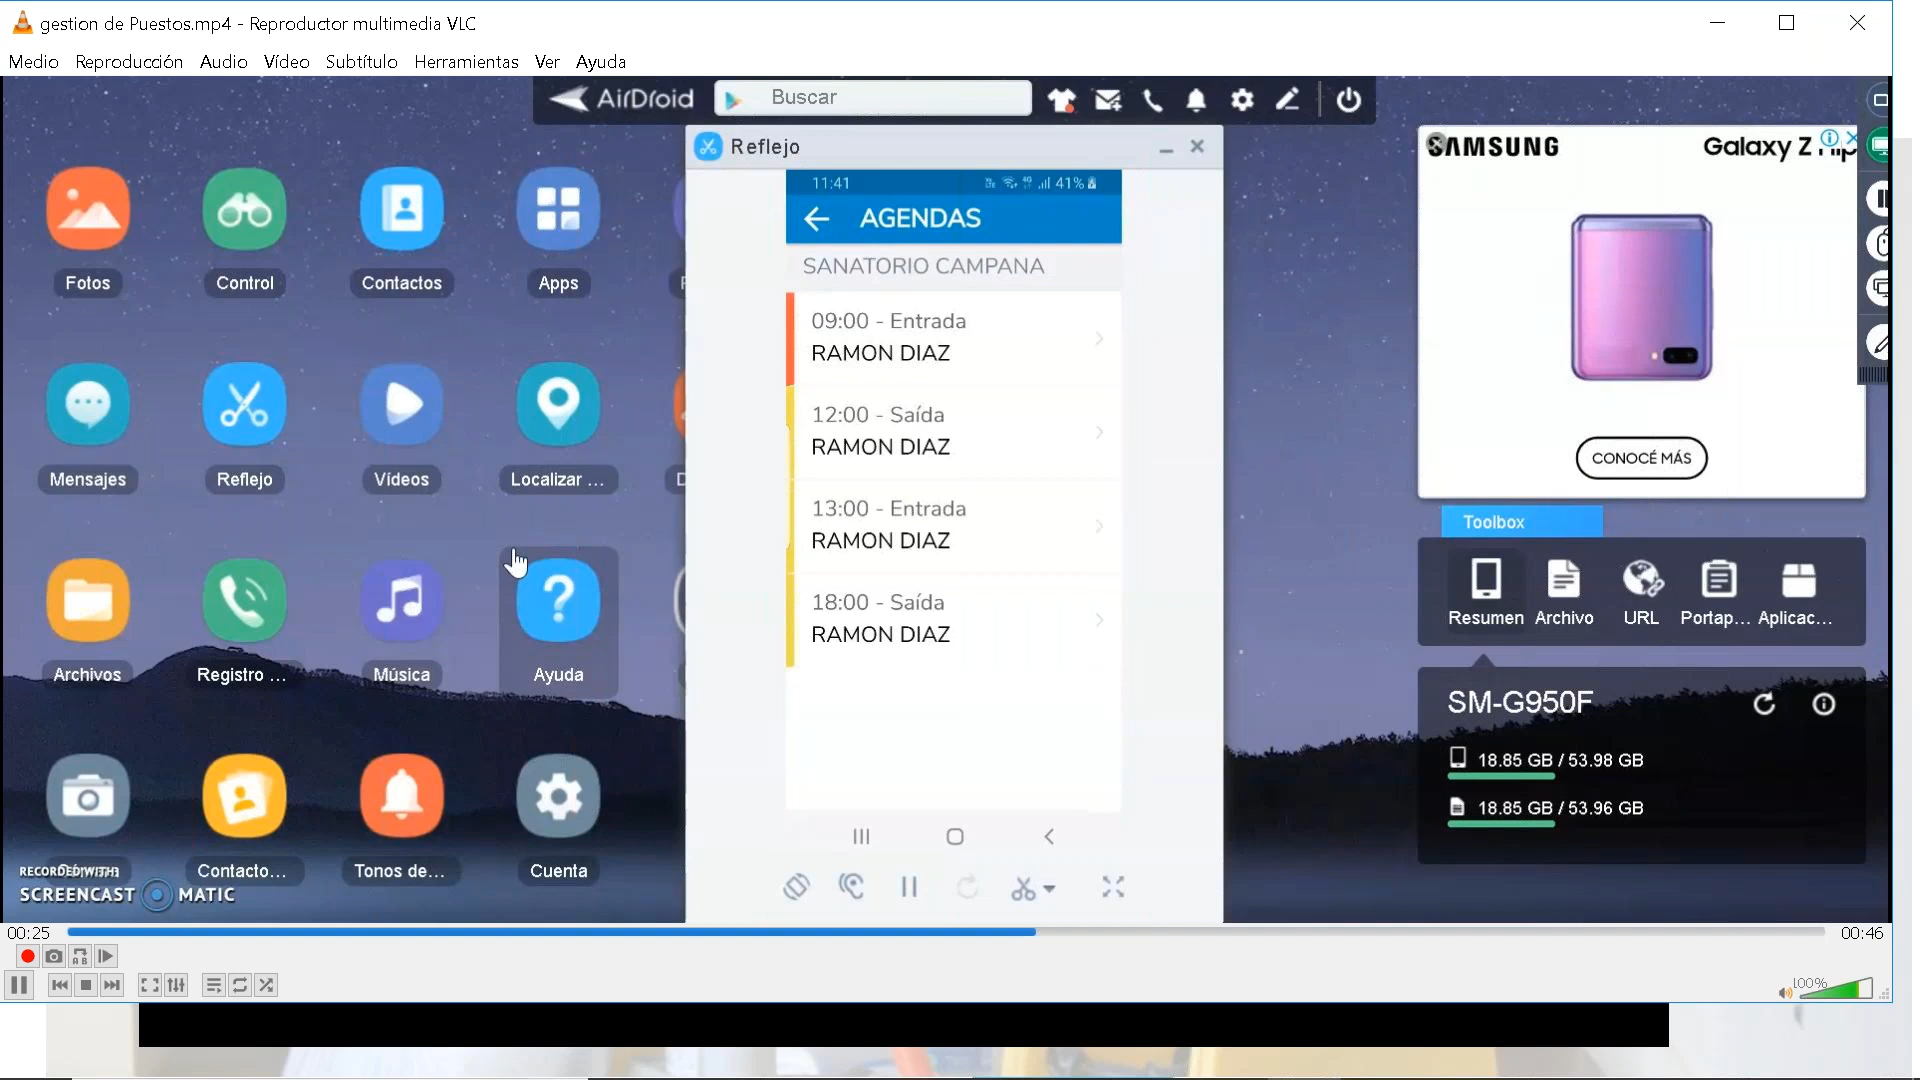 gestion de Puestos.mp4 - Reproductor multimedia VLC
Medio Reproducción Audio Vídeo Subtítulo Herramientas Ver Ayuda
AirDroid
Buscar
Reflejo
11:41
41%
AGENDAS
SANATORIO CAMPANA
09:00 - Entrada
RAMON DIAZ
12:00 - Saída
RAMON DIAZ
13:00 - Entrada
RAMON DIAZ
18:00 - Saída
RAMON DIAZ
Fotos
Control
Contactos
Apps
Mensajes
Reflejo
Vídeos
Localizar ...
Archivos
Registro ...
Música
Ayuda
Contacto...
Tonos de...
Cuenta
RECORDED WITH
SCREENCAST MATIC
SAMSUNG
Galaxy Z Flip
CONOCÉ MÁS
Toolbox
Resumen
Archivo
URL
Portap...
Aplicac...
SM-G950F
18.85 GB / 53.98 GB
18.85 GB / 53.96 GB
00:25
00:46
100%